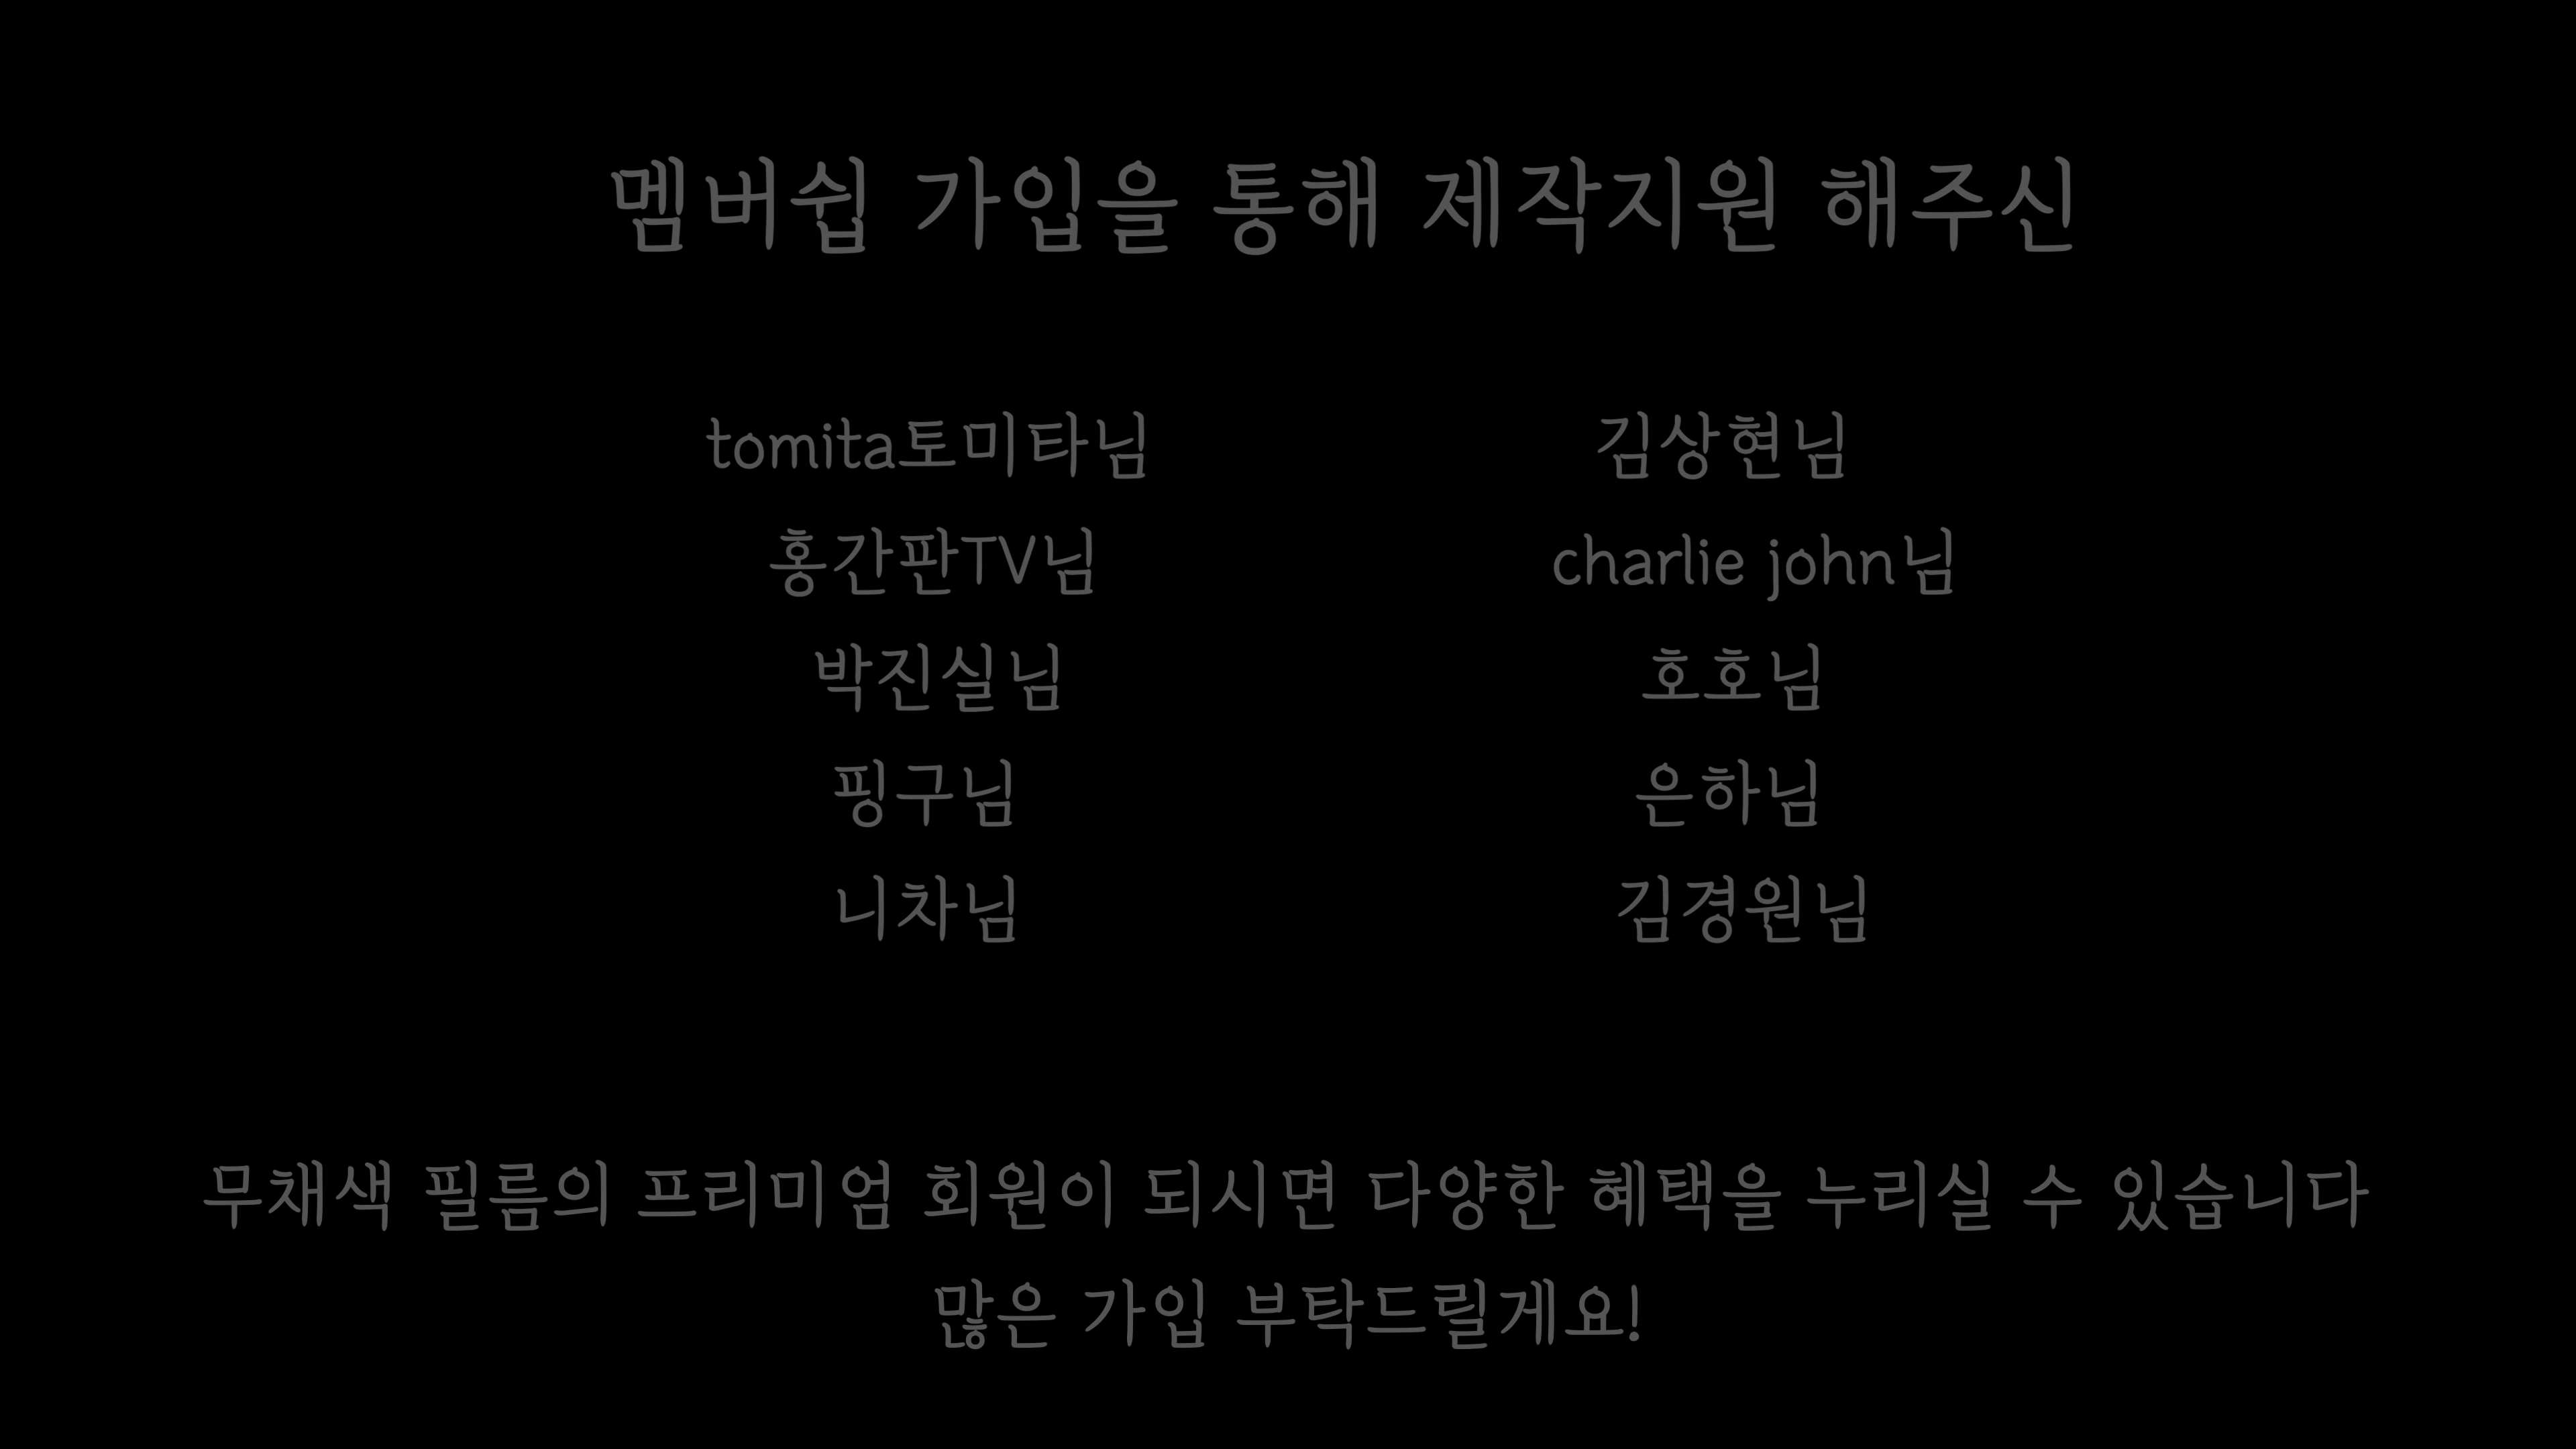 멤버쉽 가입을 통해 제작지원 해주신
tomita토미타님 김상현님
홍간판TV님 charlie john님
박진실님 호호님
핑구님 은하님
니차님 김경원님
무채색 필름의 프리미엄 회원이 되시면 다양한 혜택을 누리실 수 있습니다
많은 가입 부탁드릴게요!